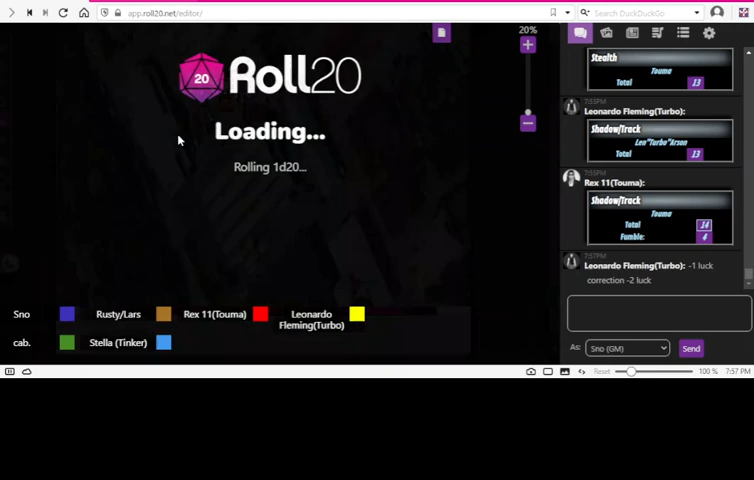 app.roll20.net/editor/
Search DuckDuckGo
20 Roll20
Loading...
Rolling 1d20...
20%
Sno
Rusty/Lars
Rex 11(Touma)
Leonardo
Fleming(Turbo)
cab.
Stella (Tinker)
Stealth
Touma
Total 13
7:55PM
Leonardo Fleming(Turbo):
Shadow/Track
Len"Turbo"Arson
Total 13
7:55PM
Rex 11(Touma):
Shadow/Track
Touma
Total 14
Fumble: 4
7:57PM
Leonardo Fleming(Turbo): -1 luck
correction -2 luck
As: Sno (GM) Send
Reset 100 % 7:57 PM